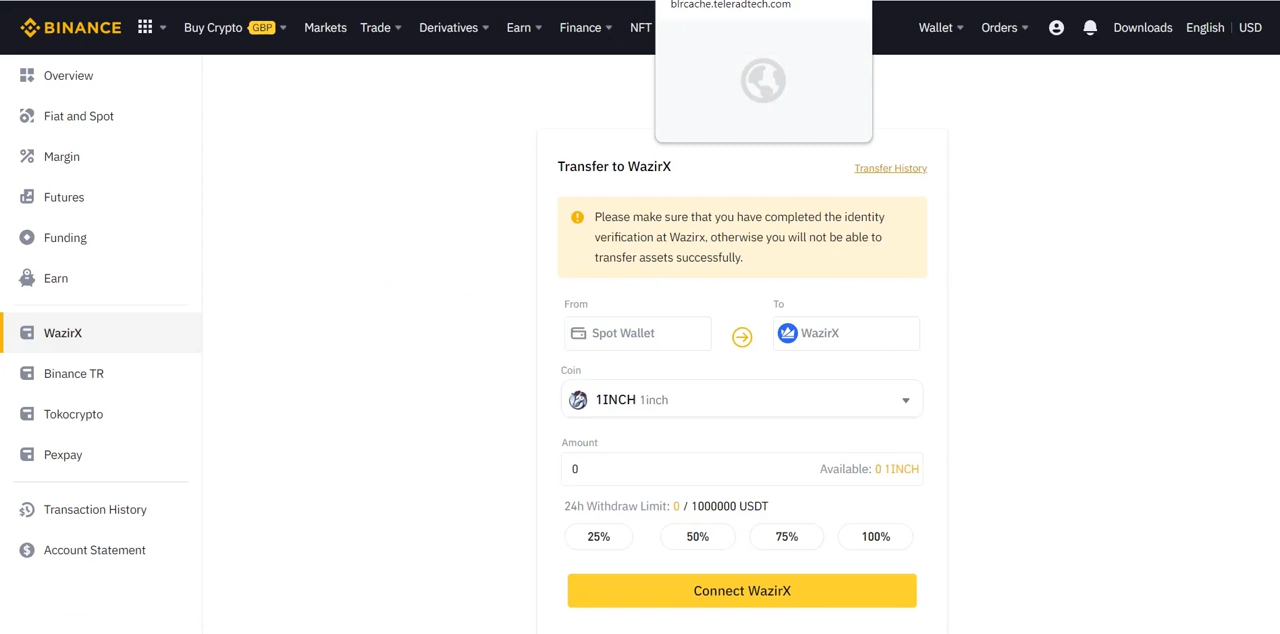 blrcache.teleradtech.com
BINANCE Buy Crypto GBP Markets Trade Derivatives Earn Finance NFT Wallet Orders Downloads English USD
Overview
Fiat and Spot
Margin
Futures
Funding
Earn
WazirX
Binance TR
Tokocrypto
Pexpay
Transaction History
Account Statement
Transfer to WazirX Transfer History
Please make sure that you have completed the identity
verification at Wazirx, otherwise you will not be able to
transfer assets successfully.
From To
Spot Wallet WazirX
Coin
1INCH 1inch
Amount
0 Available: 0 1INCH
24h Withdraw Limit: 0 / 1000000 USDT
25% 50% 75% 100%
Connect WazirX